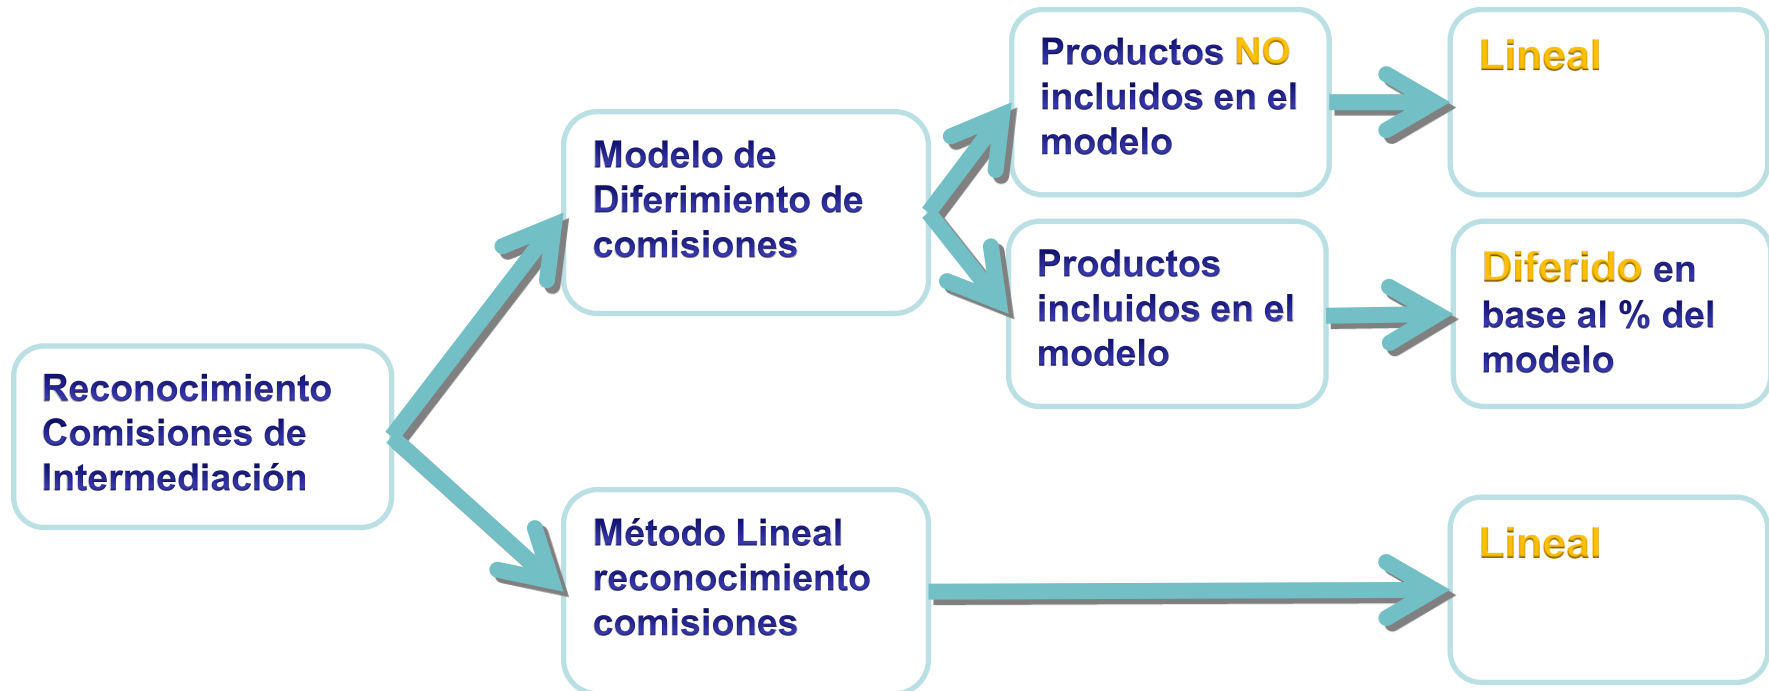 Productos NO
incluidos en el
modelo
Lineal
Modelo de
Diferimiento de
comisiones
Productos
incluidos en el
modelo
Diferido en
base al % del
modelo
Reconocimiento
Comisiones de
Intermediación
Método Lineal
reconocimiento
comisiones
Lineal